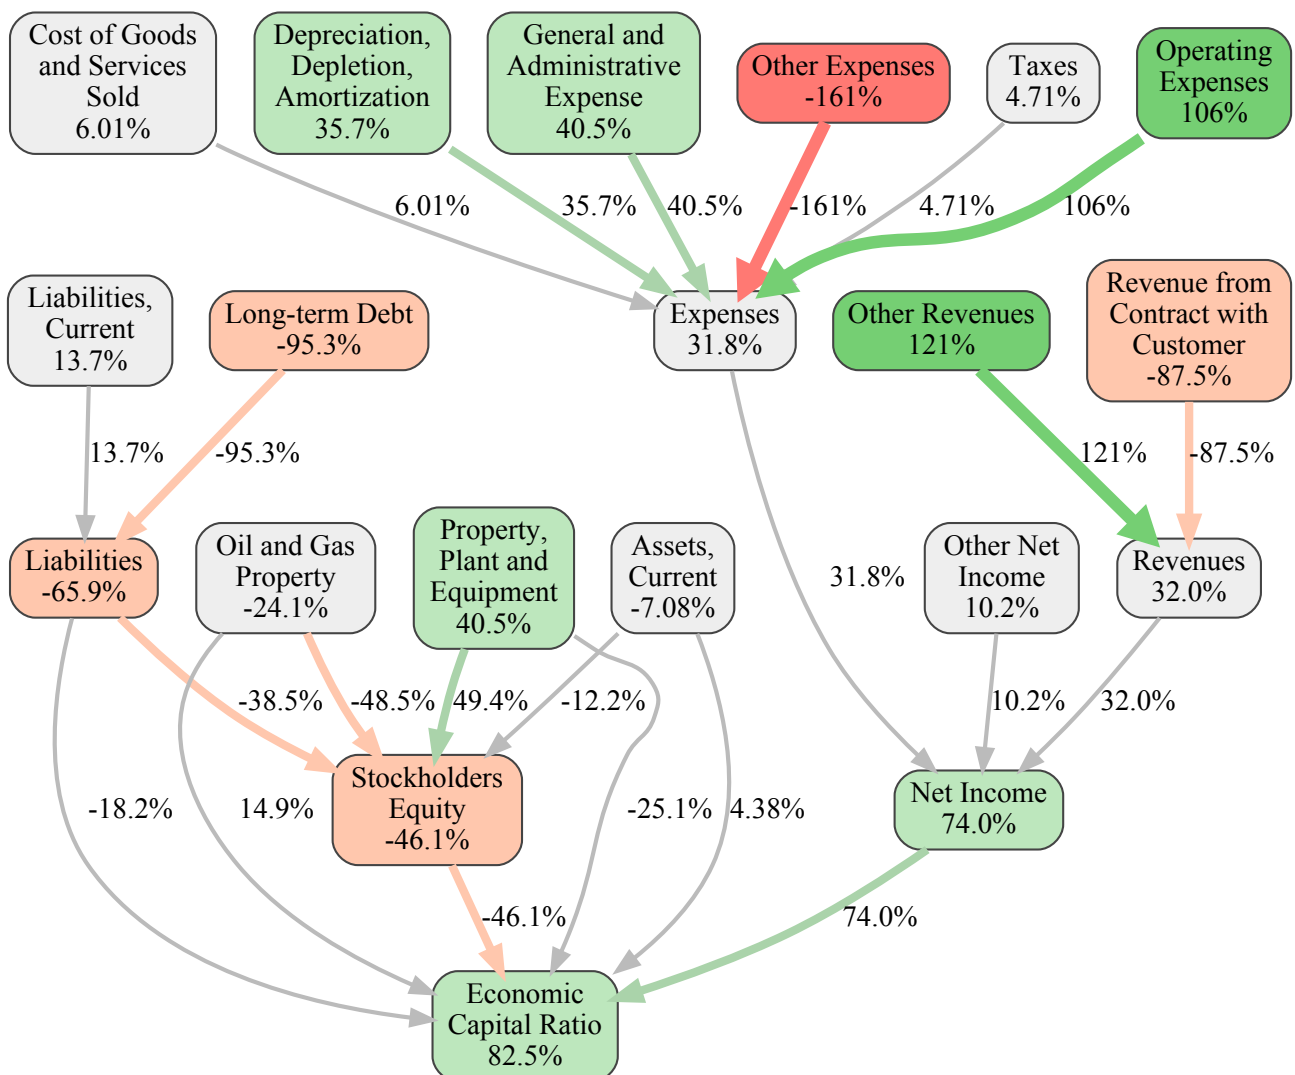 Cost of Goods
and Services
Sold
6.01%
Depreciation,
Depletion,
Amortization
35.7%
General and
Administrative
Expense
40.5%
Other Expenses
-161%
Taxes
4.71%
Operating
Expenses
106%
6.01%
35.7%
40.5%
-161%
4.71%
106%
Liabilities,
Current
13.7%
Long-term Debt
-95.3%
Expenses
31.8%
Other Revenues
121%
Revenue from
Contract with
Customer
-87.5%
13.7%
-95.3%
121%
-87.5%
Liabilities
-65.9%
Oil and Gas
Property
-24.1%
Property,
Plant and
Equipment
40.5%
Assets,
Current
-7.08%
31.8%
Other Net
Income
10.2%
Revenues
32.0%
-38.5%
-48.5%
49.4%
-12.2%
10.2%
32.0%
-18.2%
14.9%
Stockholders
Equity
-46.1%
-25.1%
4.38%
Net Income
74.0%
-46.1%
74.0%
Economic
Capital Ratio
82.5%